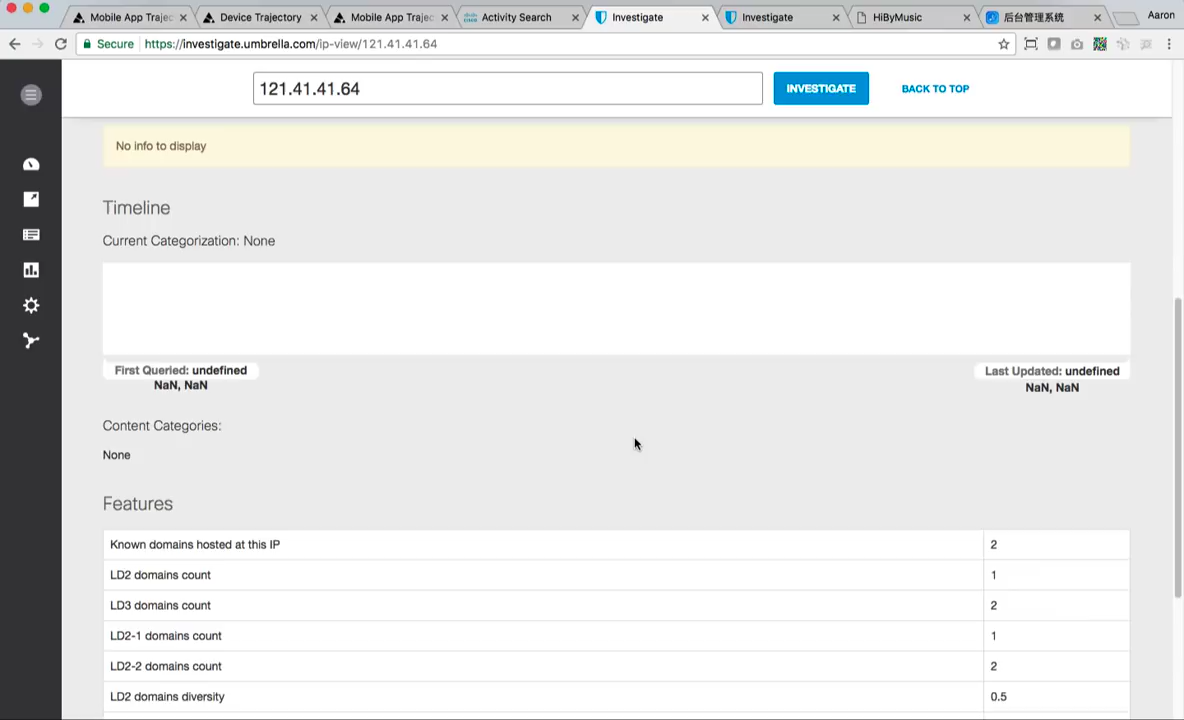 Mobile App Trajec
Device Trajectory
Mobile App Trajec
Activity Search
Investigate
Investigate
HiByMusic
后台管理系统
Aaron
Secure https://investigate.umbrella.com/ip-view/121.41.41.64
121.41.41.64
INVESTIGATE
BACK TO TOP
No info to display
Timeline
Current Categorization: None
First Queried: undefined
NaN, NaN
Last Updated: undefined
NaN, NaN
Content Categories:
None
Features
Known domains hosted at this IP 2
LD2 domains count 1
LD3 domains count 2
LD2-1 domains count 1
LD2-2 domains count 2
LD2 domains diversity 0.5